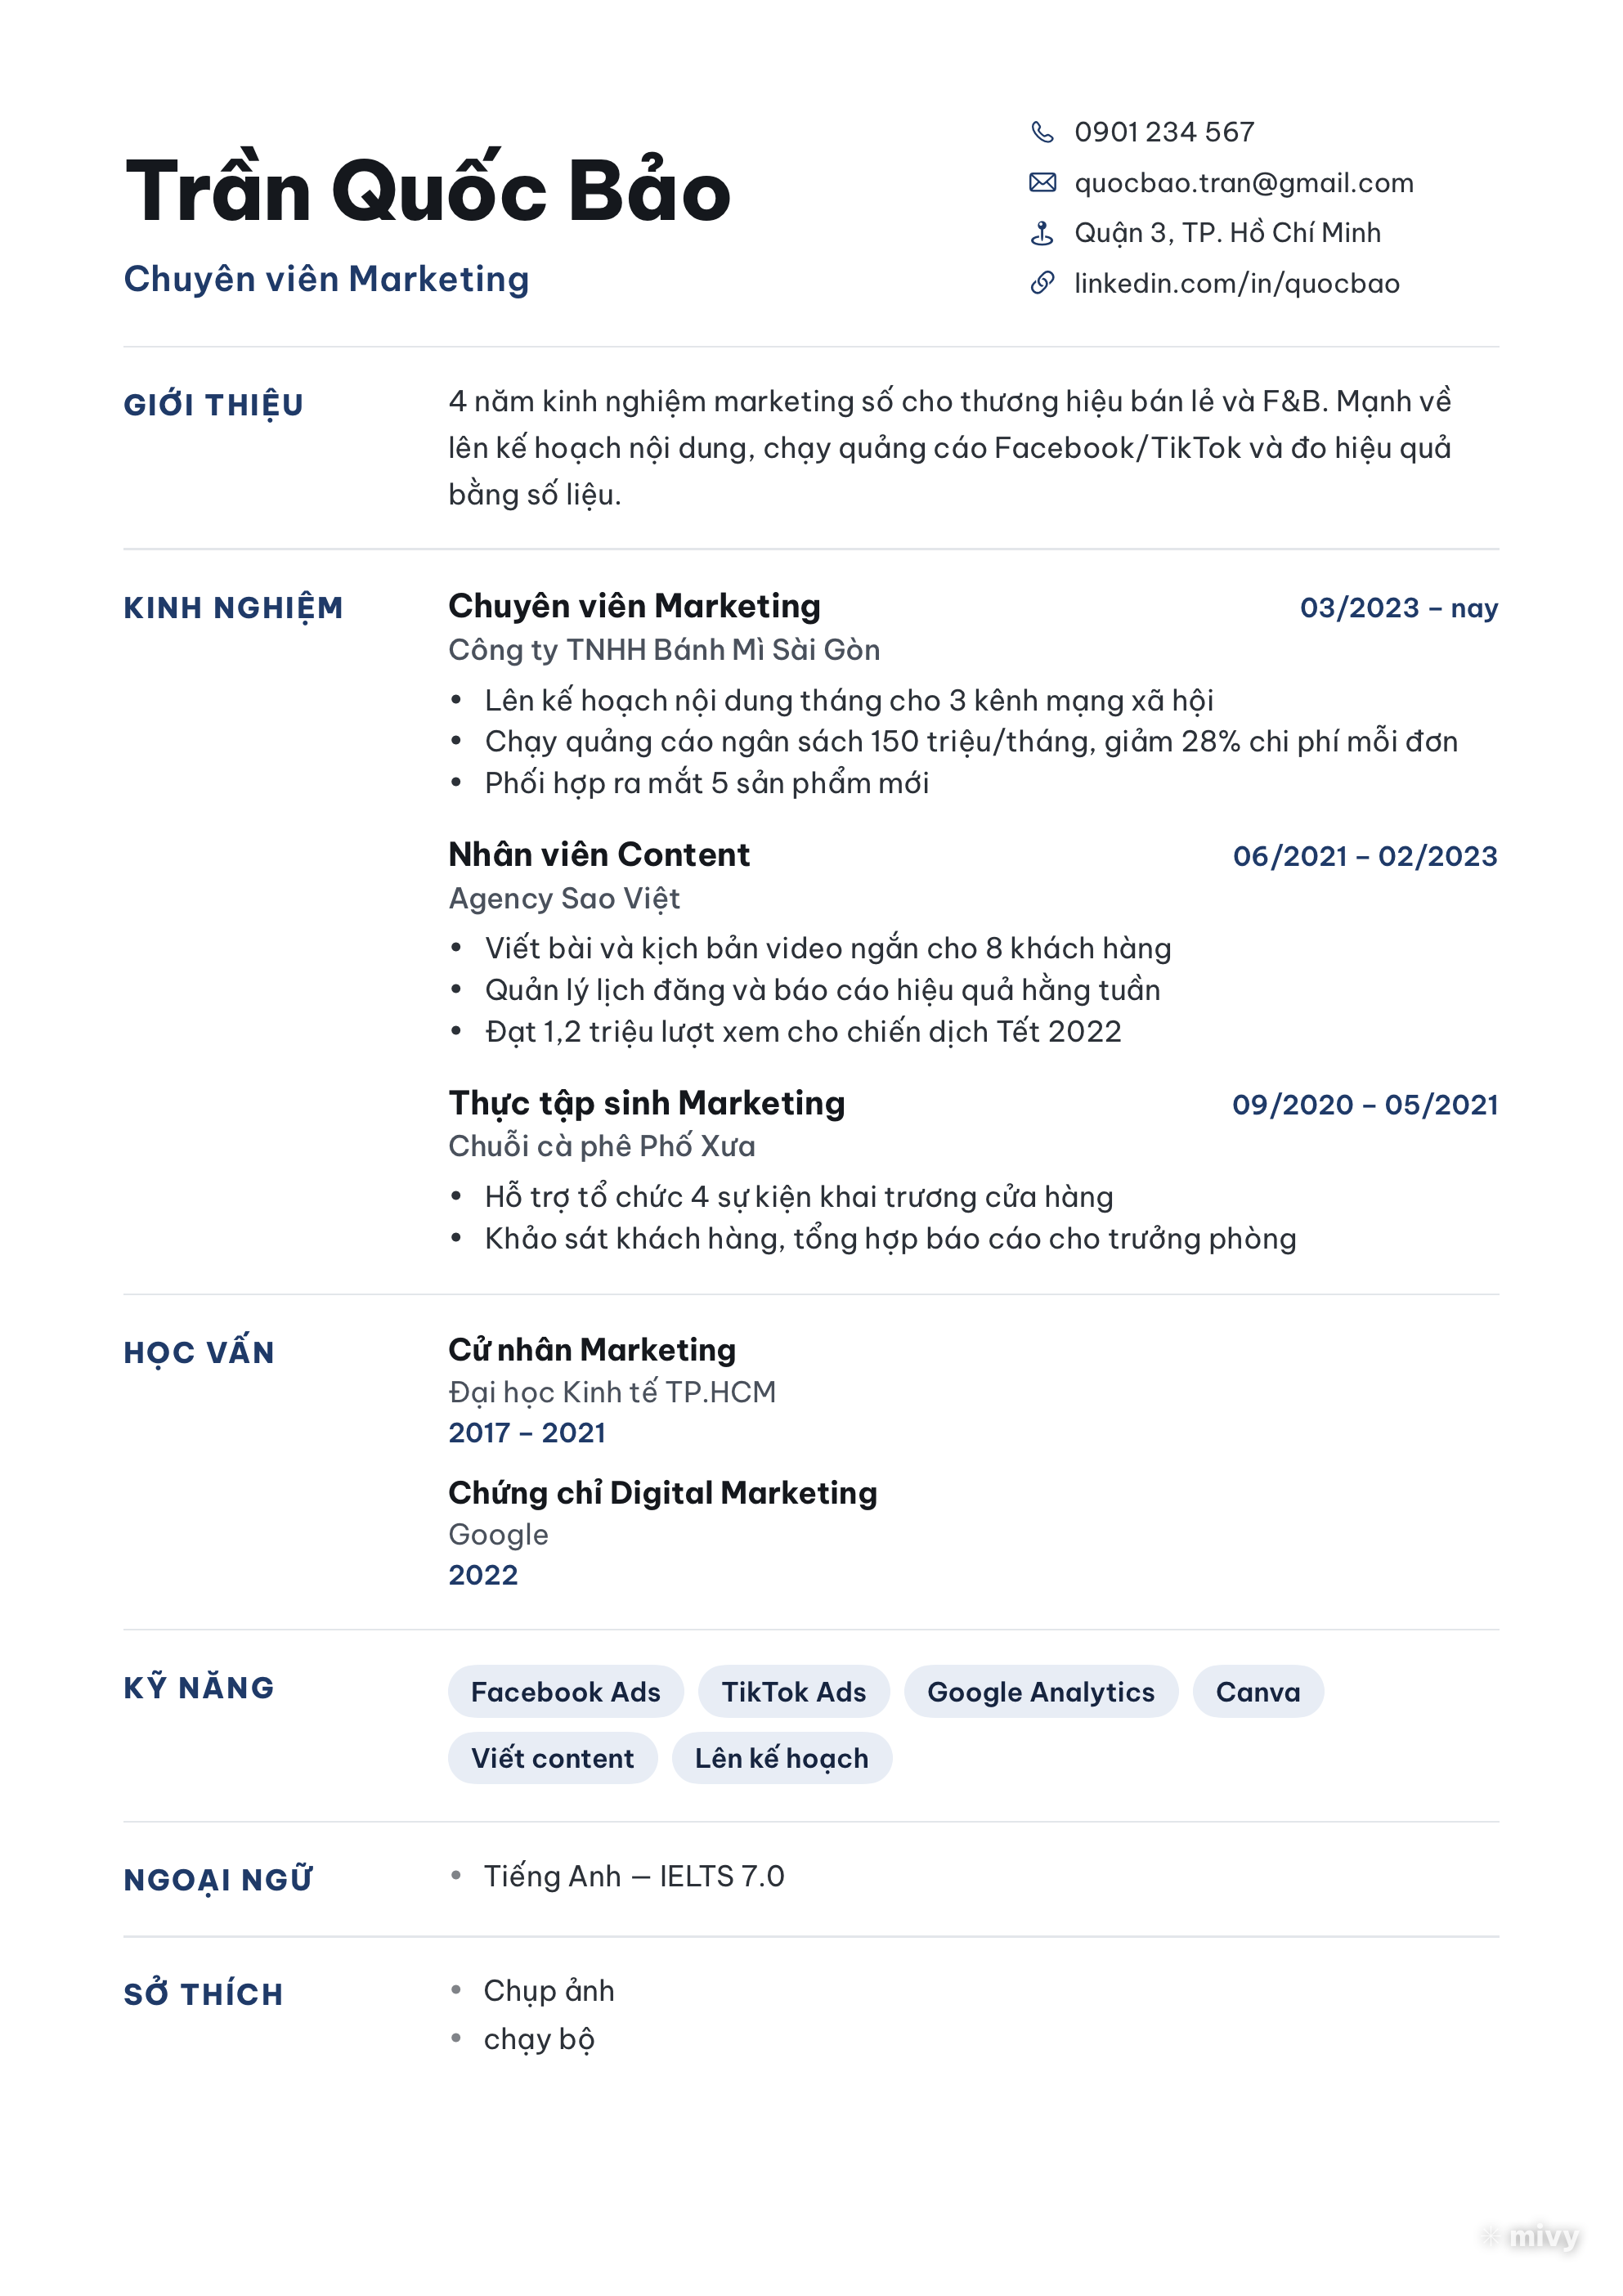 Trần Quốc Bảo
Chuyên viên Marketing
0901 234 567
quocbao.tran@gmail.com
Quận 3, TP. Hồ Chí Minh
linkedin.com/in/quocbao
GIỚI THIỆU
4 năm kinh nghiệm marketing số cho thương hiệu bán lẻ và F&B. Mạnh về
lên kế hoạch nội dung, chạy quảng cáo Facebook/TikTok và đo hiệu quả
bằng số liệu.
KINH NGHIỆM
Chuyên viên Marketing 03/2023 – nay
Công ty TNHH Bánh Mì Sài Gòn
• Lên kế hoạch nội dung tháng cho 3 kênh mạng xã hội
• Chạy quảng cáo ngân sách 150 triệu/tháng, giảm 28% chi phí mỗi đơn
• Phối hợp ra mắt 5 sản phẩm mới
Nhân viên Content 06/2021 – 02/2023
Agency Sao Việt
• Viết bài và kịch bản video ngắn cho 8 khách hàng
• Quản lý lịch đăng và báo cáo hiệu quả hằng tuần
• Đạt 1,2 triệu lượt xem cho chiến dịch Tết 2022
Thực tập sinh Marketing 09/2020 – 05/2021
Chuỗi cà phê Phố Xưa
• Hỗ trợ tổ chức 4 sự kiện khai trương cửa hàng
• Khảo sát khách hàng, tổng hợp báo cáo cho trưởng phòng
HỌC VẤN
Cử nhân Marketing
Đại học Kinh tế TP.HCM
2017 – 2021
Chứng chỉ Digital Marketing
Google
2022
KỸ NĂNG
Facebook Ads TikTok Ads Google Analytics Canva
Viết content Lên kế hoạch
NGOẠI NGỮ
• Tiếng Anh — IELTS 7.0
SỞ THÍCH
• Chụp ảnh
• chạy bộ
mivy